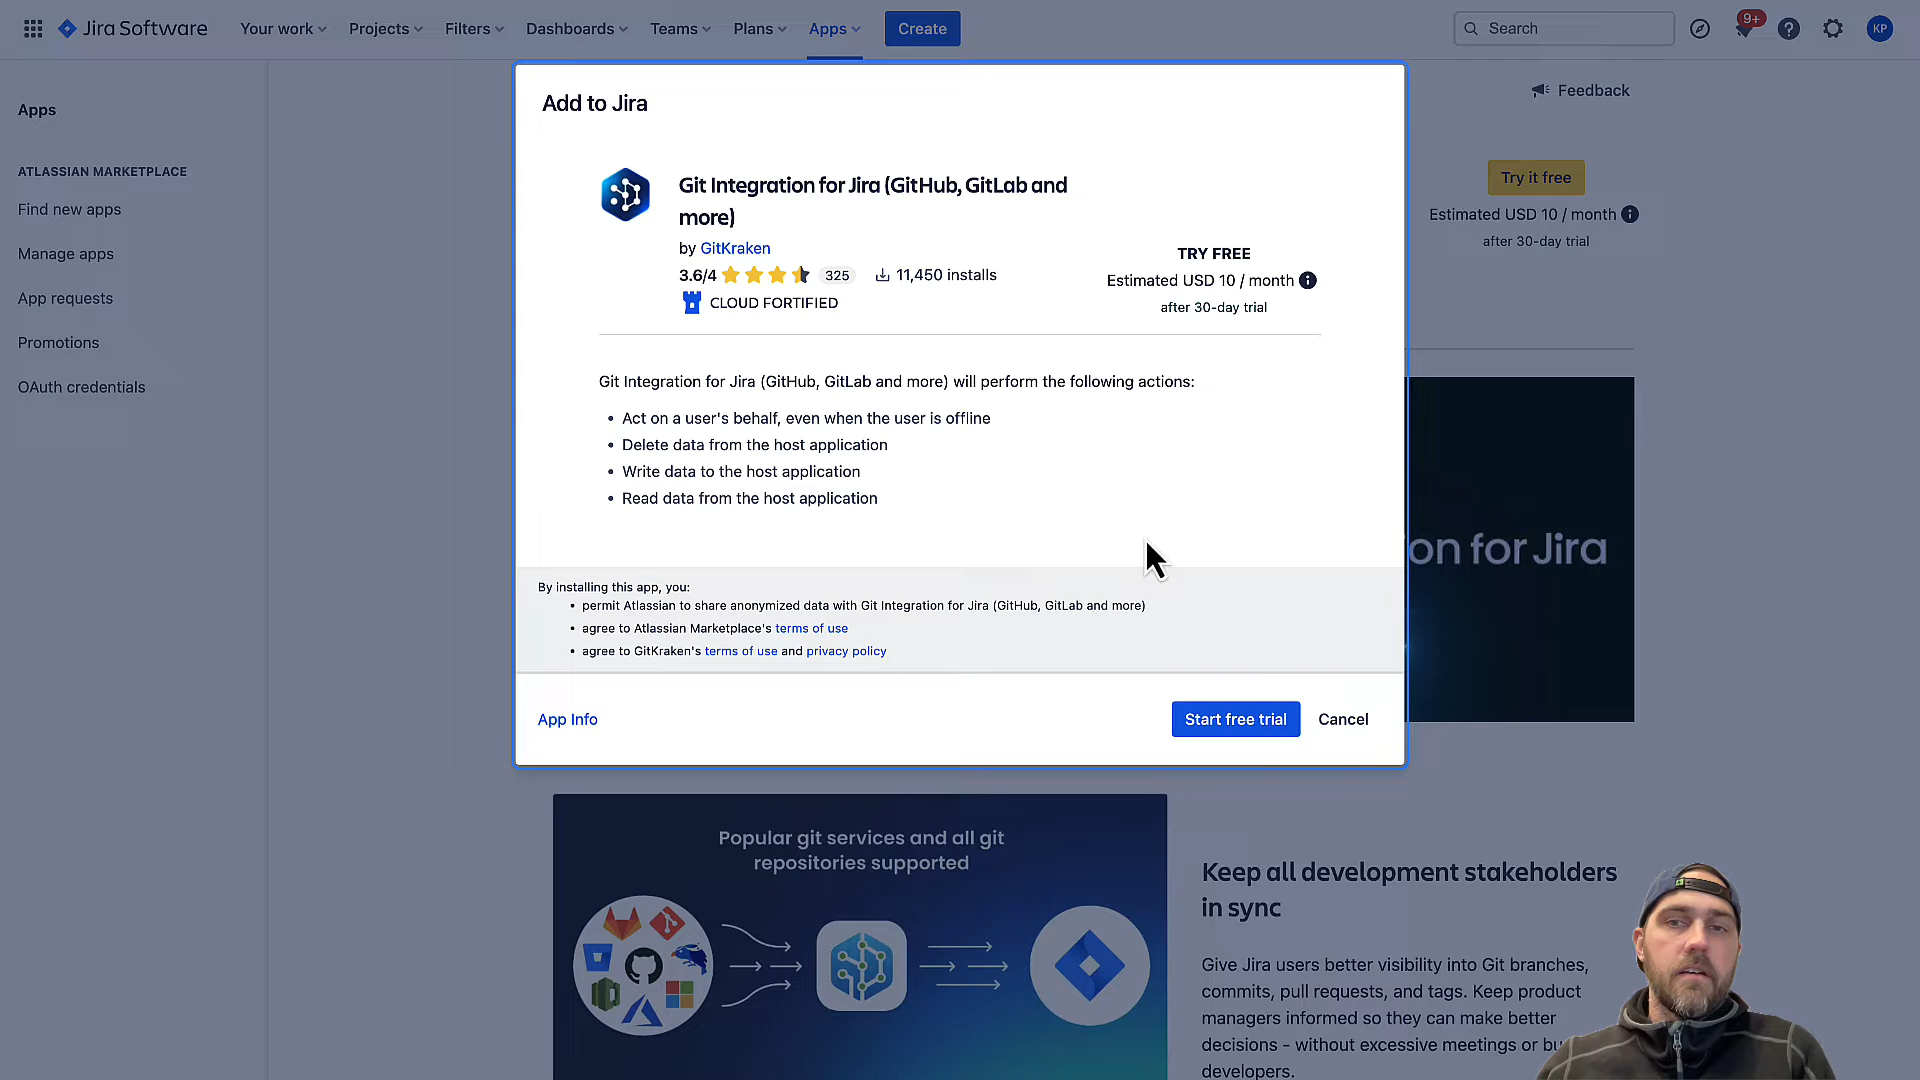 Jira Software
Your work
Projects
Filters
Dashboards
Teams
Plans
Apps
Create
Search
9+
KP
Apps
ATLASSIAN MARKETPLACE
Find new apps
Manage apps
App requests
Promotions
OAuth credentials
Feedback
Try it free
Estimated USD 10 / month
after 30-day trial
Add to Jira
Git Integration for Jira (GitHub, GitLab and
more)
by GitKraken
3.6/4 325 11,450 installs
CLOUD FORTIFIED
TRY FREE
Estimated USD 10 / month
after 30-day trial
Git Integration for Jira (GitHub, GitLab and more) will perform the following actions:
• Act on a user's behalf, even when the user is offline
• Delete data from the host application
• Write data to the host application
• Read data from the host application
By installing this app, you:
• permit Atlassian to share anonymized data with Git Integration for Jira (GitHub, GitLab and more)
• agree to Atlassian Marketplace's terms of use
• agree to GitKraken's terms of use and privacy policy
App Info
Start free trial
Cancel
on for Jira
Popular git services and all git
repositories supported
Keep all development stakeholders
in sync
Give Jira users better visibility into Git branches,
commits, pull requests, and tags. Keep product
managers informed so they can make better
decisions - without excessive meetings or
developers.